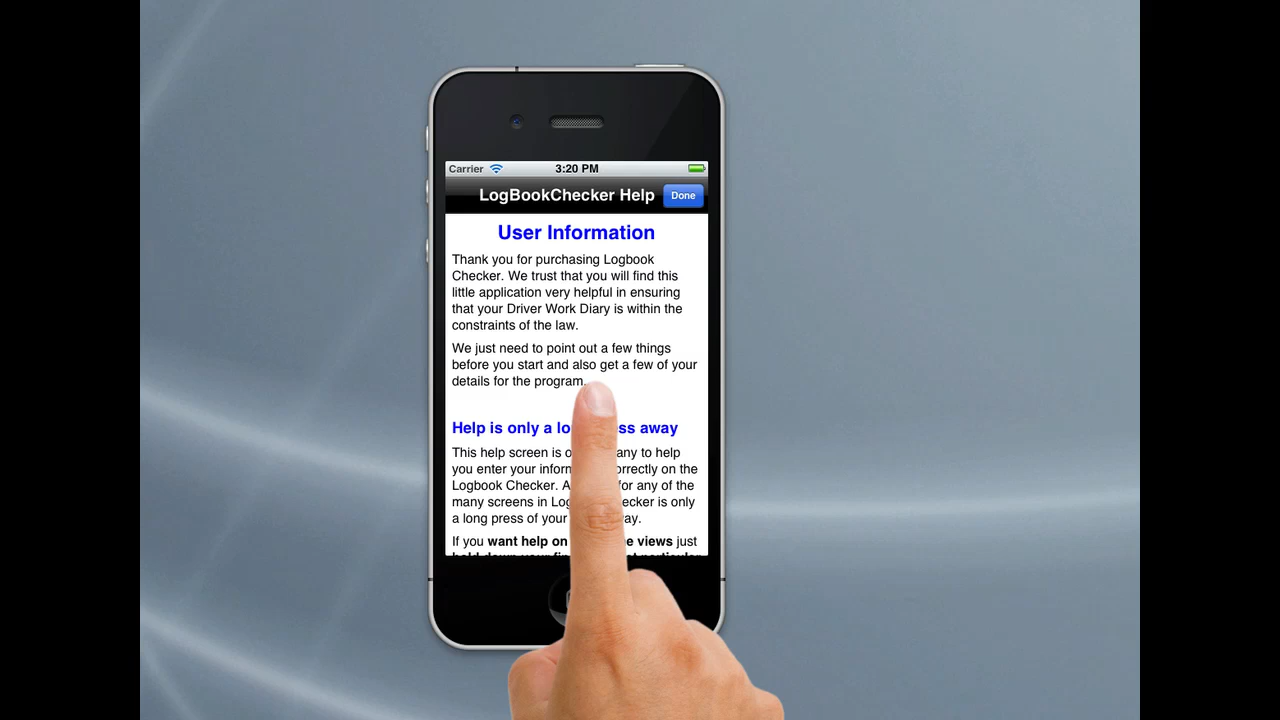 Carrier 3:20 PM
LogBookChecker Help Done
User Information
Thank you for purchasing Logbook
Checker. We trust that you will find this
little application very helpful in ensuring
that your Driver Work Diary is within the
constraints of the law.
We just need to point out a few things
before you start and also get a few of your
details for the program.
Help is only a lo ss away
This help screen is o any to help
you enter your inform orrectly on the
Logbook Checker. A for any of the
many screens in Log ecker is only
a long press of your ay.
If you want help on e views just
hold down your fin t particular